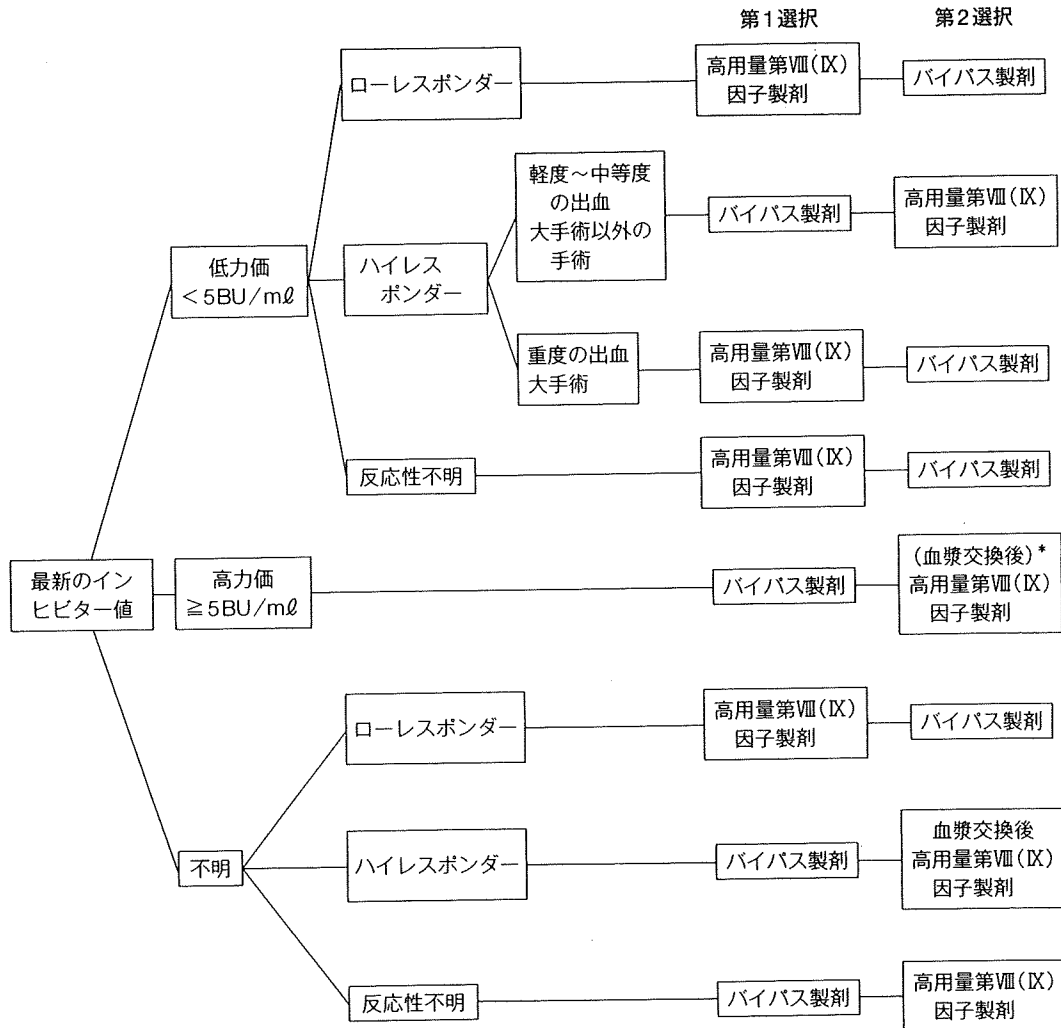 第1選択
第2選択
ローレスポンダー
高用量第Ⅷ(Ⅸ)
因子製剤
バイパス製剤
軽度～中等度
の出血
大手術以外の
手術
バイパス製剤
高用量第Ⅷ(Ⅸ)
因子製剤
低力価
＜5BU/mℓ
ハイレス
ポンダー
重度の出血
大手術
高用量第Ⅷ(Ⅸ)
因子製剤
バイパス製剤
反応性不明
高用量第Ⅷ(Ⅸ)
因子製剤
バイパス製剤
最新のイン
ヒビター値
高力価
≧5BU/mℓ
バイパス製剤
(血漿交換後)*
高用量第Ⅷ(Ⅸ)
因子製剤
ローレスポンダー
高用量第Ⅷ(Ⅸ)
因子製剤
バイパス製剤
不明
ハイレスポンダー
バイパス製剤
血漿交換後
高用量第Ⅷ(Ⅸ)
因子製剤
反応性不明
バイパス製剤
高用量第Ⅷ(Ⅸ)
因子製剤